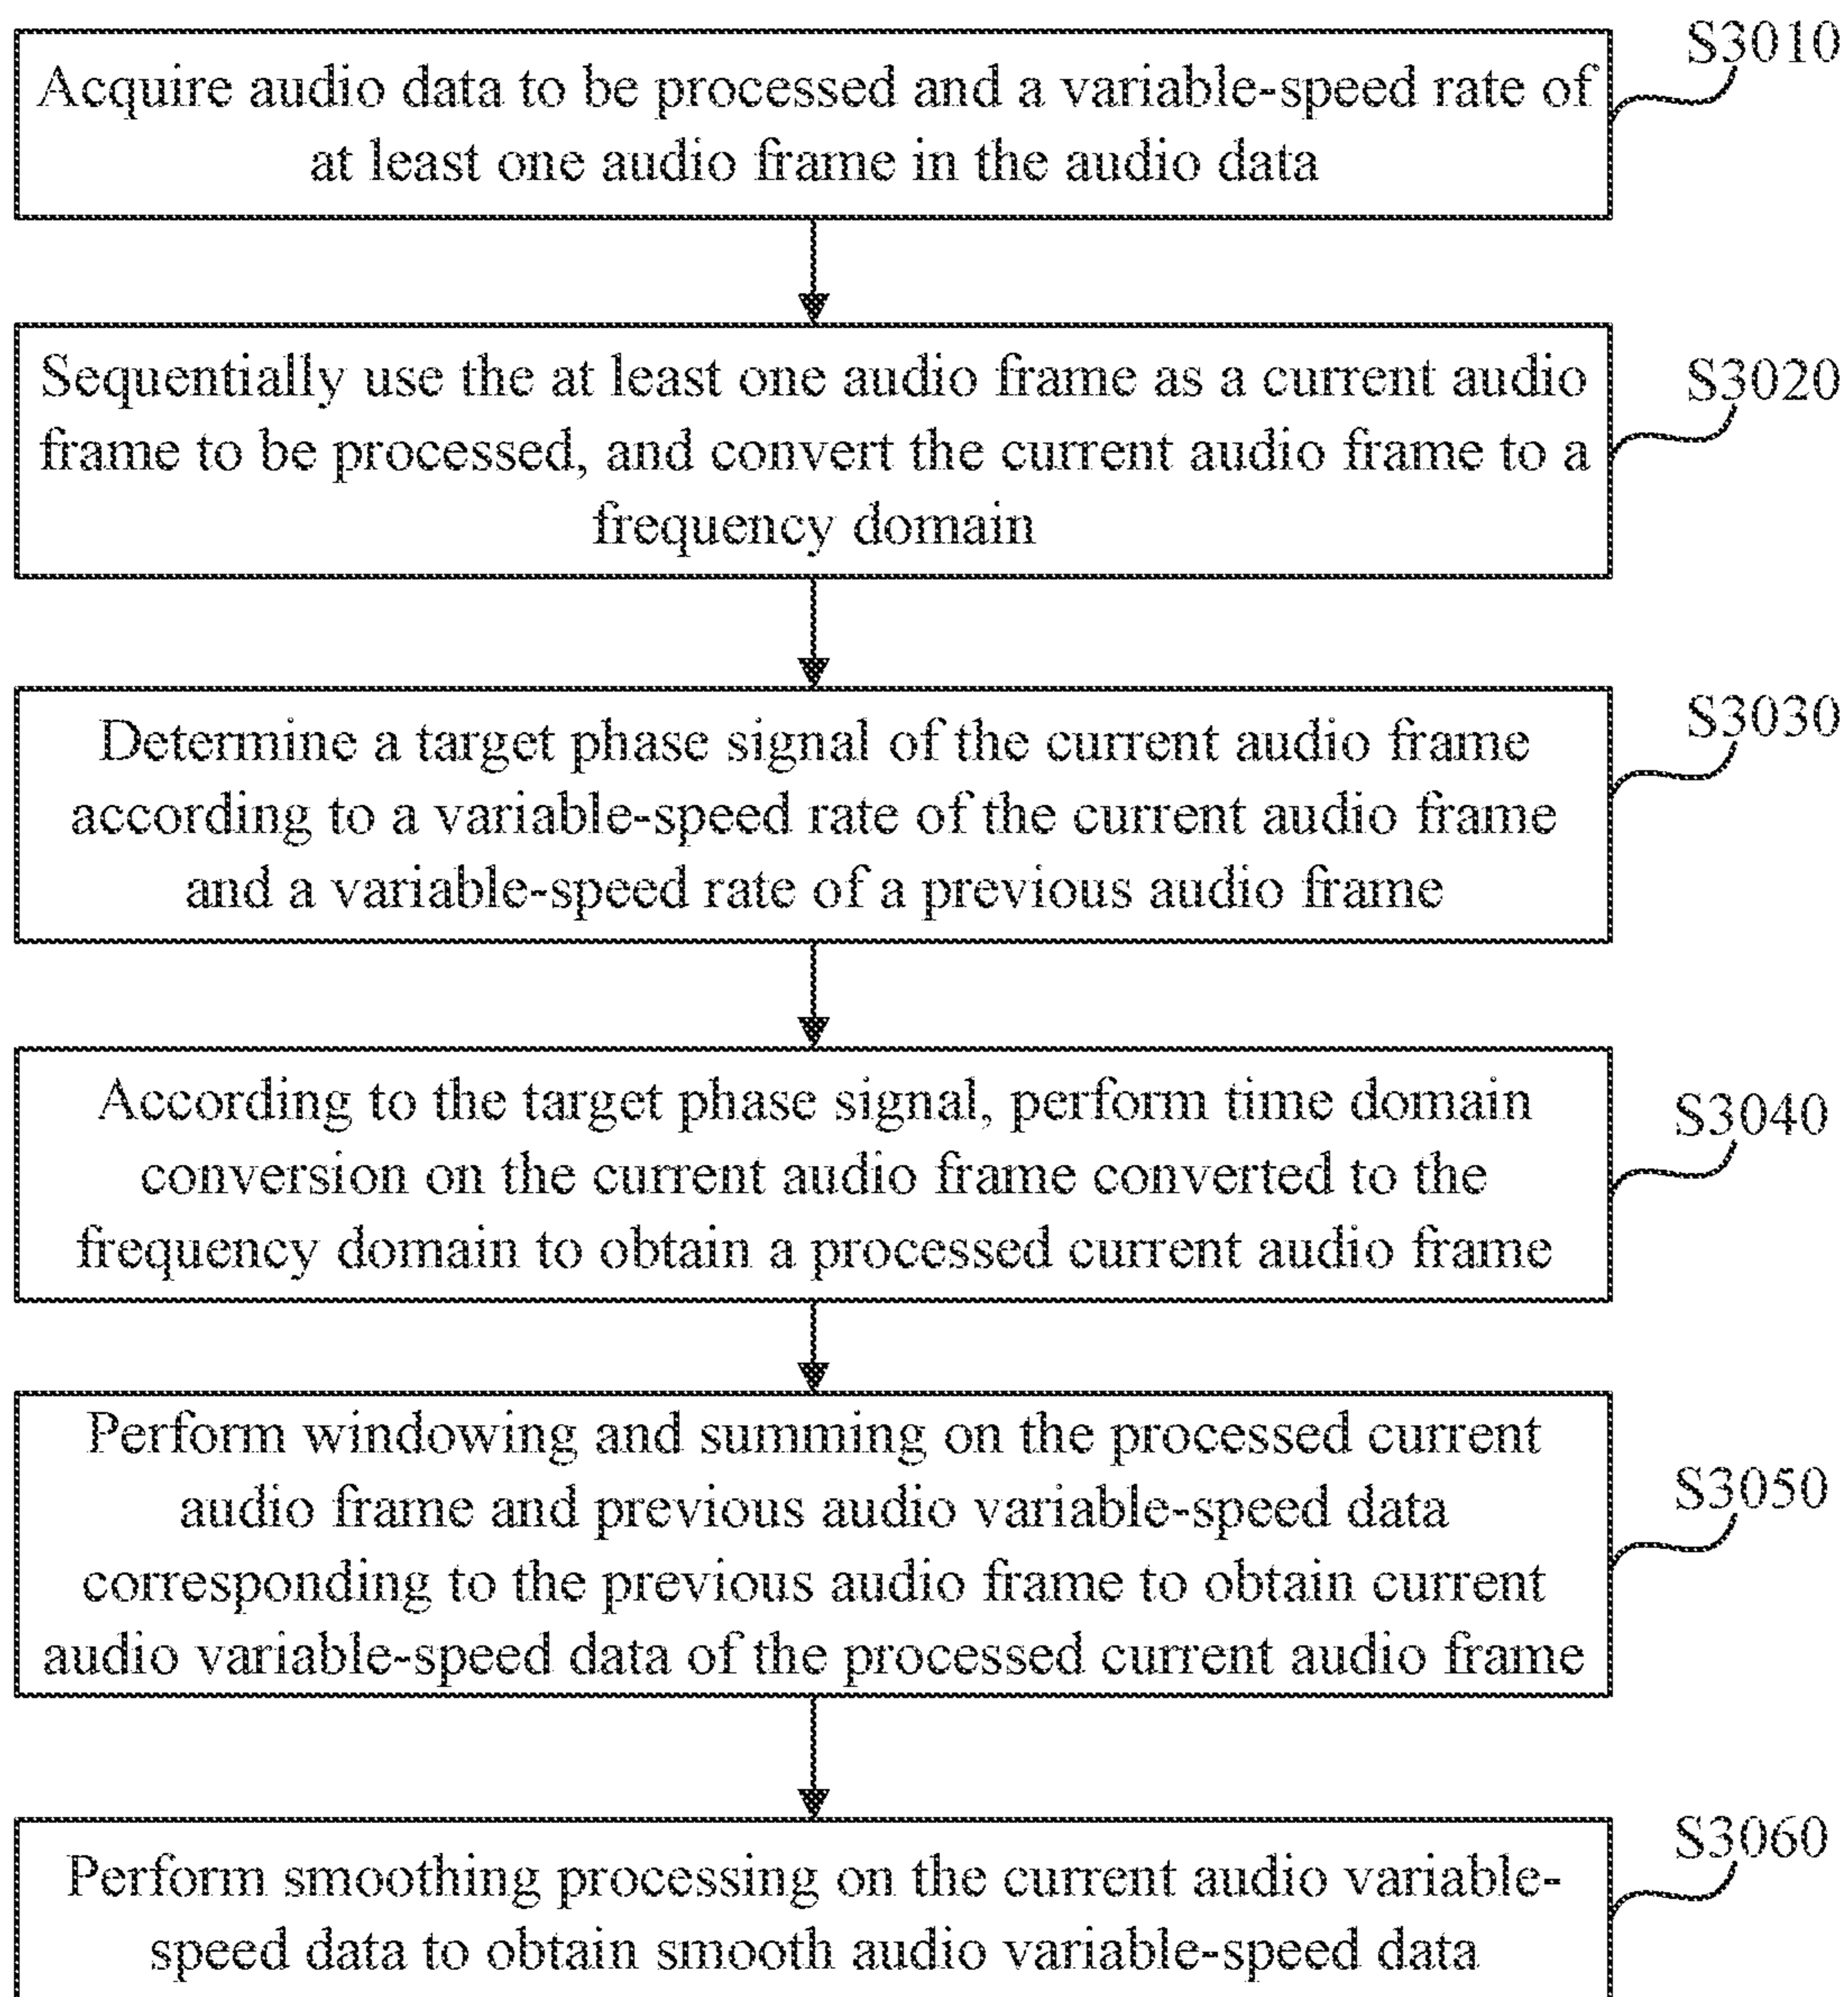 S3010
Acquire audio data to be processed and a variable-speed rate of
at least one audio frame in the audio data
S3020
Sequentially use the at least one audio frame as a current audio
frame to be processed, and convert the current audio frame to a
frequency domain
S3030
Determine a target phase signal of the current audio frame
according to a variable-speed rate of the current audio frame
and a variable-speed rate of a previous audio frame
S3040
According to the target phase signal, perform time domain
conversion on the current audio frame converted to the
frequency domain to obtain a processed current audio frame
S3050
Perform windowing and summing on the processed current
audio frame and previous audio variable-speed data
corresponding to the previous audio frame to obtain current
audio variable-speed data of the processed current audio frame
S3060
Perform smoothing processing on the current audio variable-
speed data to obtain smooth audio variable-speed data